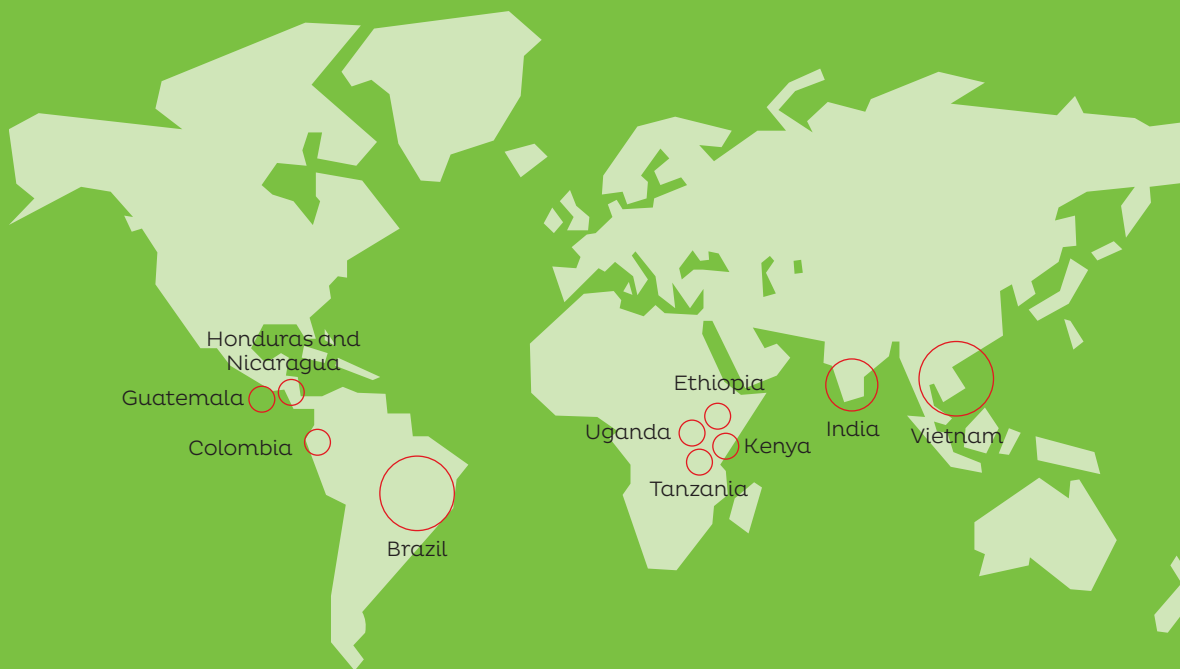 Honduras and
Nicaragua
Guatemala
Colombia
Brazil
Ethiopia
Uganda
Kenya
Tanzania
India
Vietnam